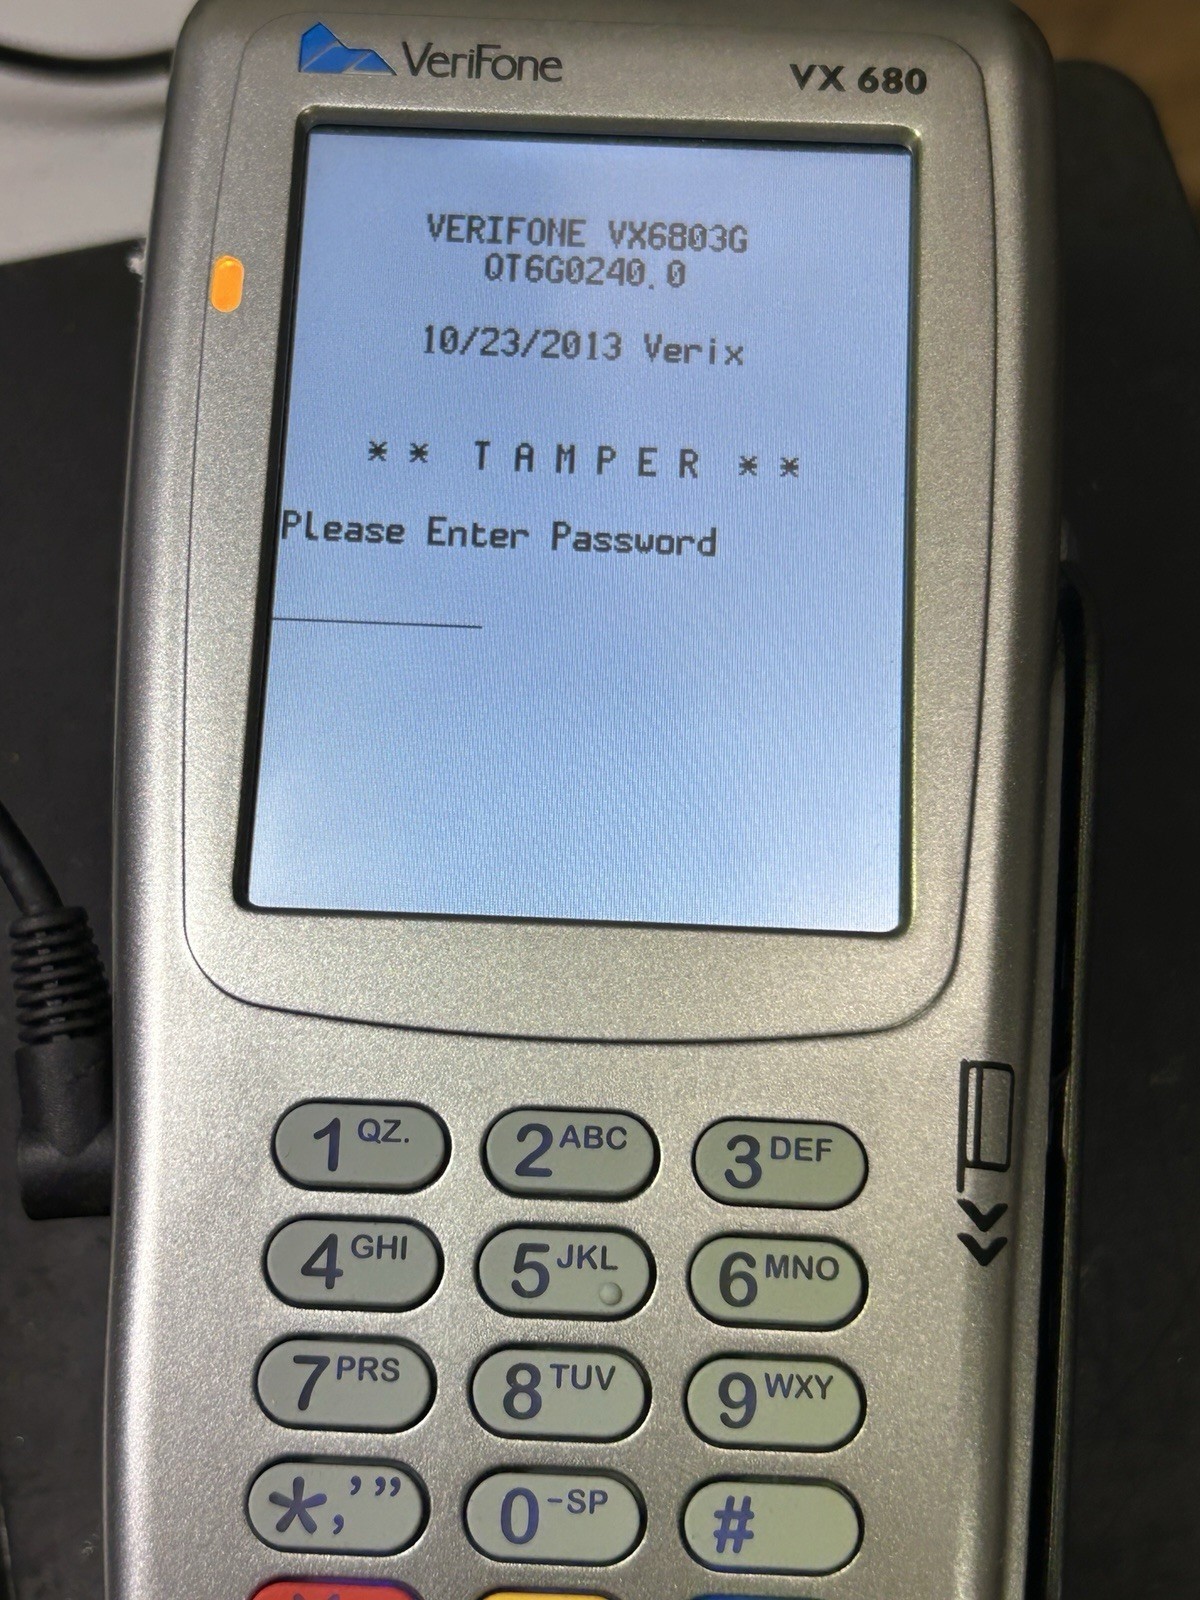 VeriFone
VX 680
VERIFONE VX6803G
QT6G0240.0
10/23/2013 Verix
** T A M P E R **
Please Enter Password
1 QZ.
2 ABC
3 DEF
4 GHI
5 JKL
6 MNO
7 PRS
8 TUV
9 WXY
*,'"
0 -SP
#